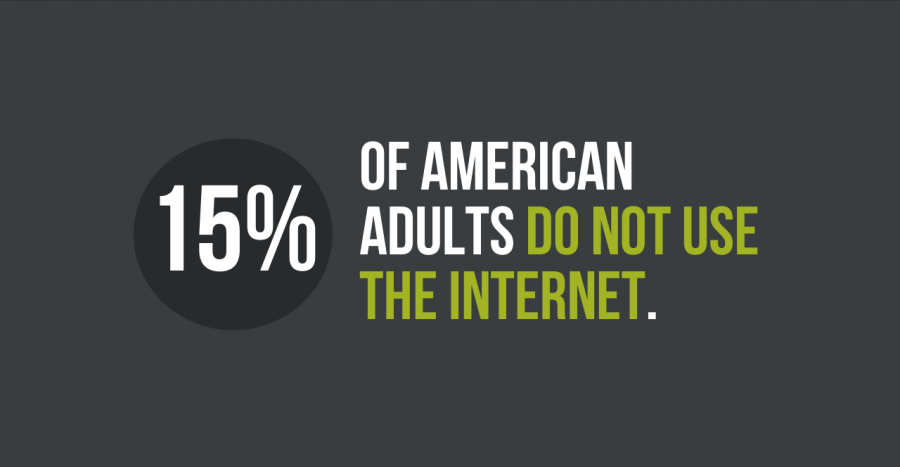 15%
OF AMERICAN
ADULTS DO NOT USE
THE INTERNET.